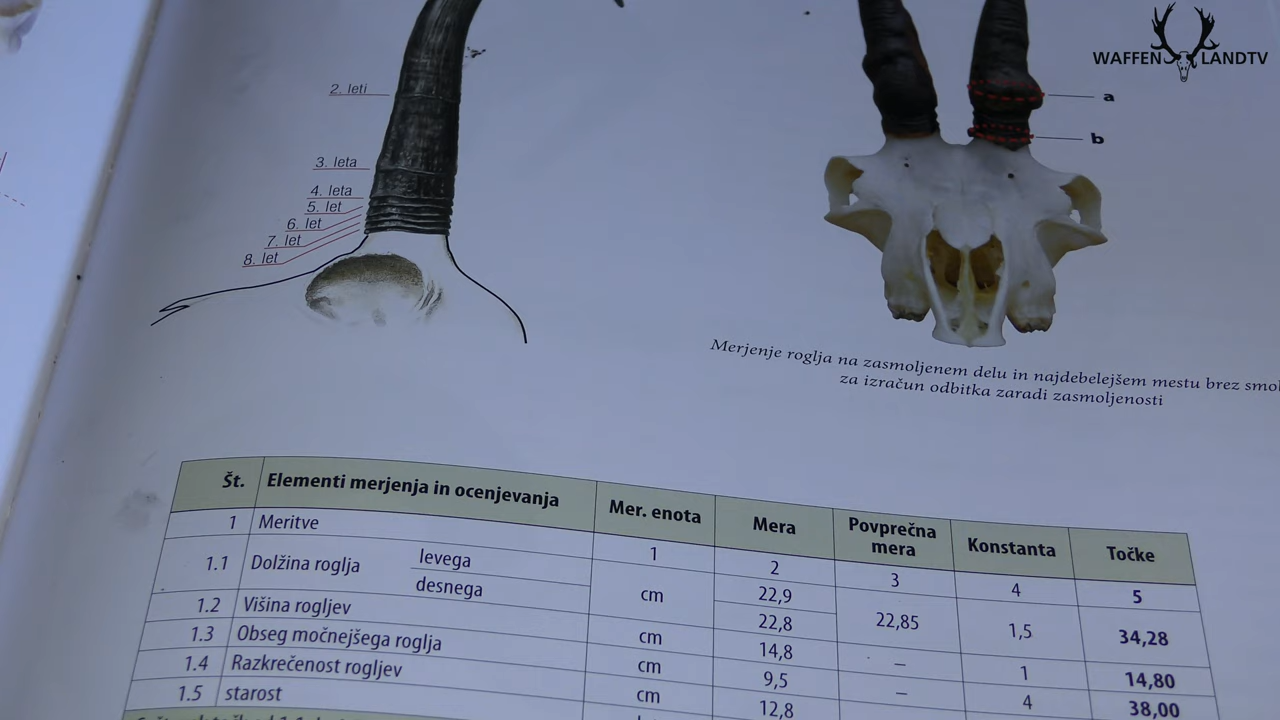 WAFFEN LANDTV
2. leti
3. leta
4. leta
5. let
6. let
7. let
8. let
a
b
Merjenje roglja na zasmoljenem delu in najdebelejšem mestu brez
za izračun odbitka zaradi zasmoljenosti
Št. Elementi merjenja in ocenjevanja Mer. enota Mera Povprečna mera Konstanta Točke
1 Meritve 1 2 3 4 5
1.1 Dolžina roglja levega cm 22,9 22,85 1,5 34,28
desnega 22,8
1.2 Višina rogljev cm 14,8 – 1 14,80
1.3 Obseg močnejšega roglja cm 9,5 – 4 38,00
1.4 Razkrečenost rogljev cm 12,8
1.5 starost